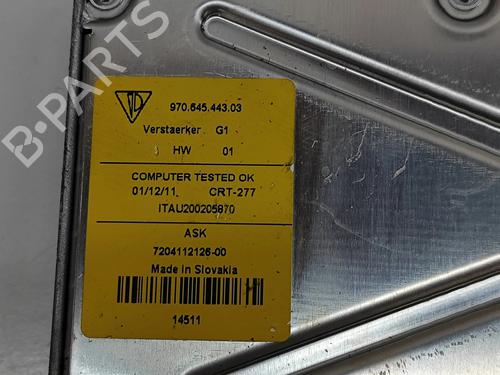 B-PARTS
970.645.443.03
Verstaerker G1
HW 01
COMPUTER TESTED OK
01/12/11. CRT-277
ITAU200205870
ASK
7204112126-00
Made in Slovakia
14511